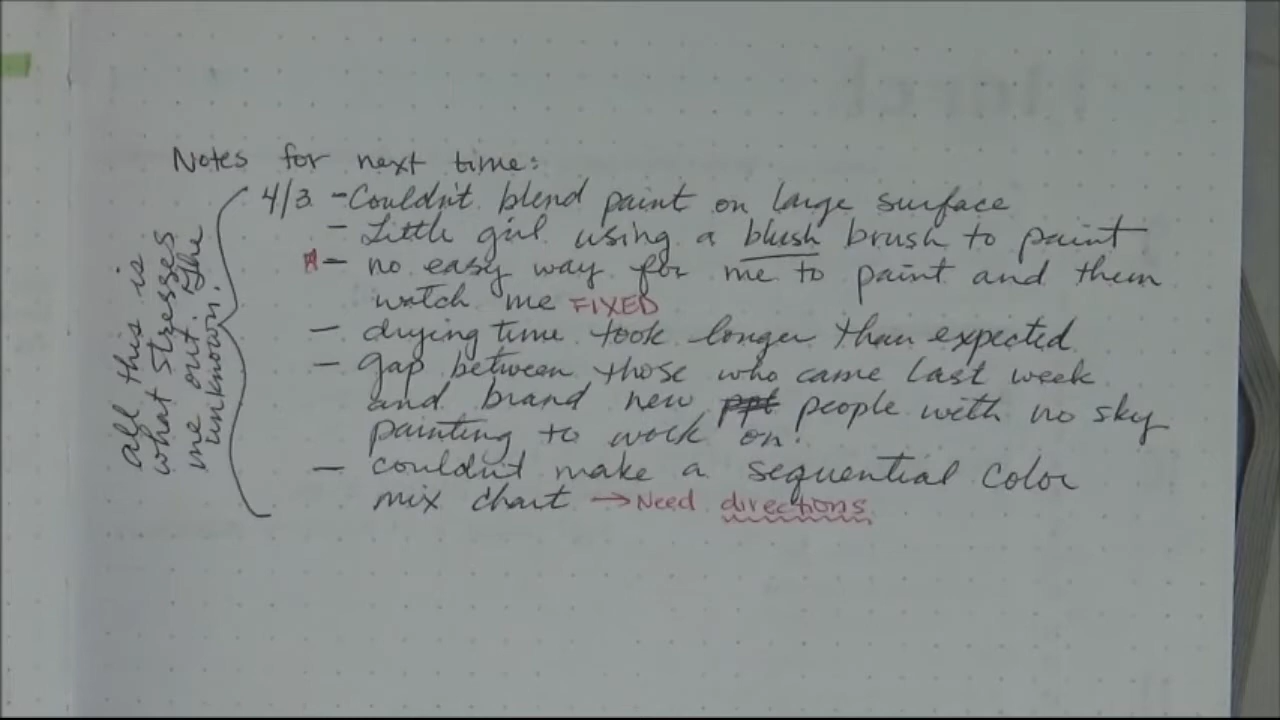 Notes for next time:
4/3 - Couldn't blend paint on large surface
- Little girl using a blush brush to paint
- no easy way for me to paint and them
watch me FIXED
- drying time took longer than expected
- Gap between those who came last week
and brand new ppt people with no sky
painting to work on.
- couldn't make a sequential color
mix chart → Need directions
all this is
what stresses
me out. The
unknown.